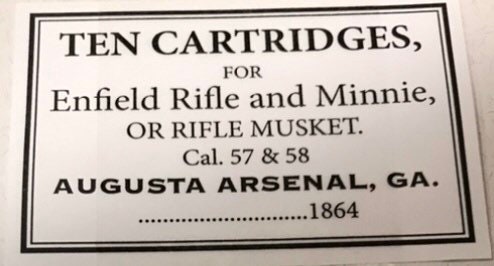 TEN CARTRIDGES,
FOR
Enfield Rifle and Minnie,
OR RIFLE MUSKET.
Cal. 57 & 58
AUGUSTA ARSENAL, GA.
............................1864